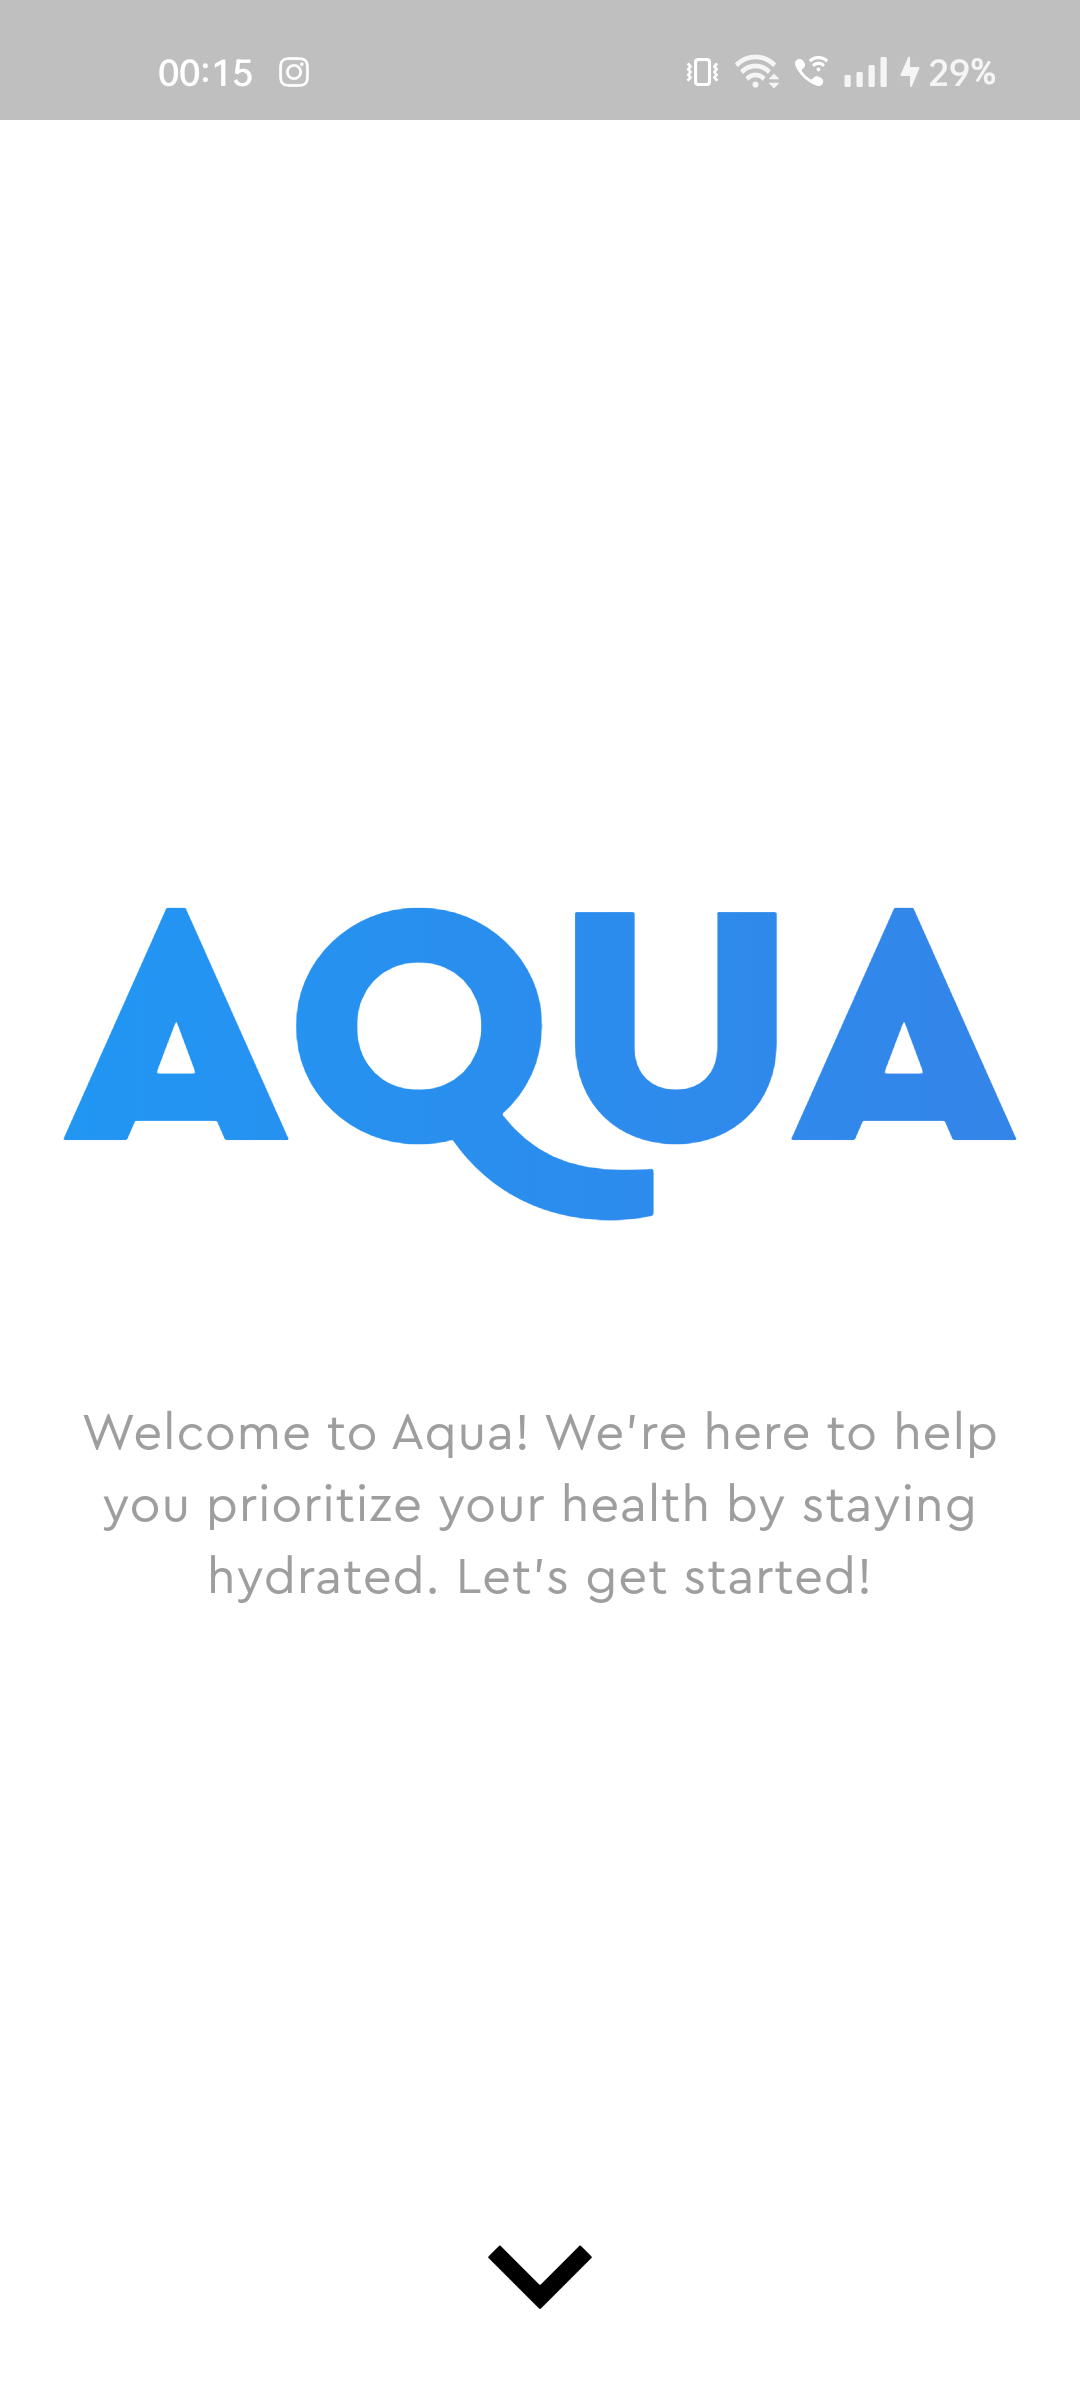 00:15 29%
AQUA
Welcome to Aqua! We're here to help
you prioritize your health by staying
hydrated. Let's get started!